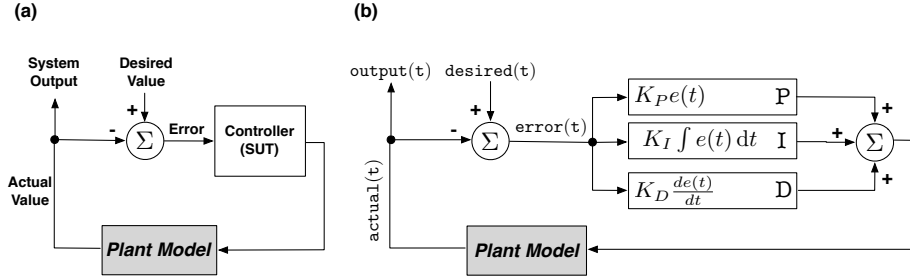 (a)
System
Output
Desired
Value
+
-
Σ
Error
Controller
(SUT)
Actual
Value
Plant Model
(b)
output(t)
desired(t)
+
-
Σ
error(t)
actual(t)
K_P e(t) P
K_I ∫ e(t) dt I
K_D de(t)/dt D
+
+
+
Σ
Plant Model